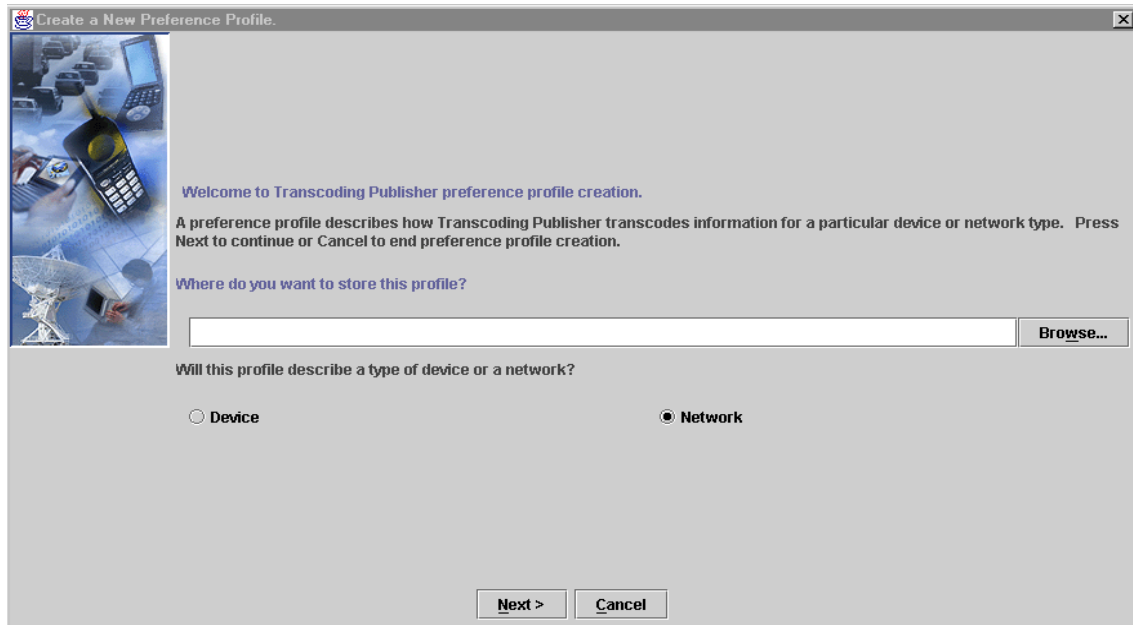 Create a New Preference Profile.
Welcome to Transcoding Publisher preference profile creation.
A preference profile describes how Transcoding Publisher transcodes information for a particular device or network type. Press
Next to continue or Cancel to end preference profile creation.
Where do you want to store this profile?
Browse...
Will this profile describe a type of device or a network?
Device
Network
Next >
Cancel